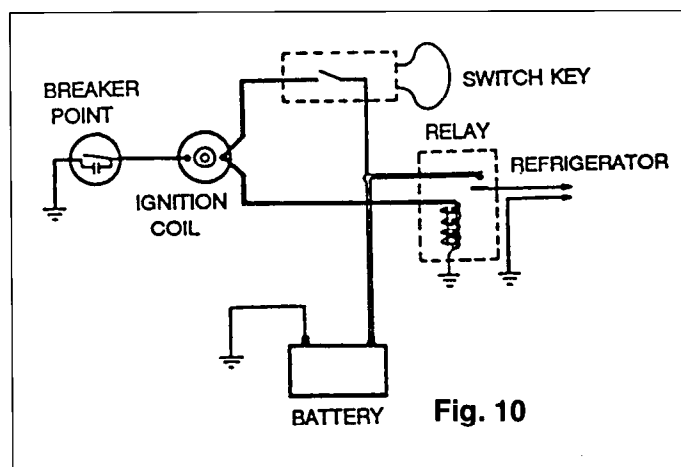 BREAKER
POINT
SWITCH KEY
RELAY
REFRIGERATOR
IGNITION
COIL
BATTERY
Fig. 10